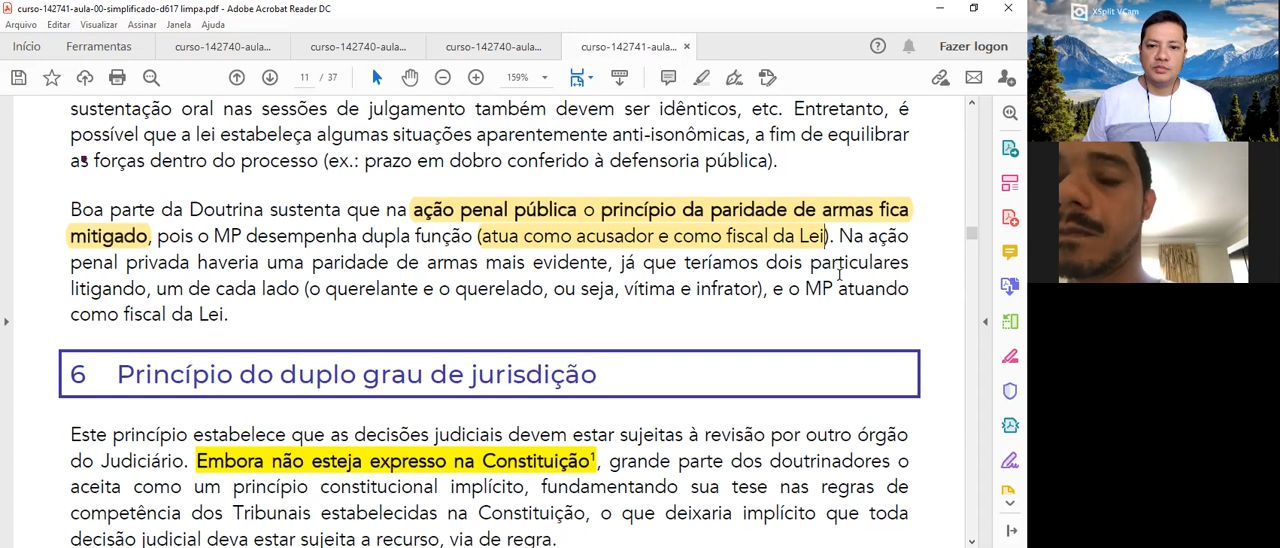 curso-142741-aula-00-simplificado-d617 limpa.pdf - Adobe Acrobat Reader DC
Arquivo Editar Visualizar Assinar Janela Ajuda
Início Ferramentas curso-142740-aula... curso-142740-aula... curso-142740-aula... curso-142741-aula... × Fazer logon
11 / 37 159%
XSplit VCam
sustentação oral nas sessões de julgamento também devem ser idênticos, etc. Entretanto, é
possível que a lei estabeleça algumas situações aparentemente anti-isonômicas, a fim de equilibrar
as forças dentro do processo (ex.: prazo em dobro conferido à defensoria pública).
Boa parte da Doutrina sustenta que na ação penal pública o princípio da paridade de armas fica
mitigado, pois o MP desempenha dupla função (atua como acusador e como fiscal da Lei). Na ação
penal privada haveria uma paridade de armas mais evidente, já que teríamos dois particulares
litigando, um de cada lado (o querelante e o querelado, ou seja, vítima e infrator), e o MP atuando
como fiscal da Lei.
6 Princípio do duplo grau de jurisdição
Este princípio estabelece que as decisões judiciais devem estar sujeitas à revisão por outro órgão
do Judiciário. Embora não esteja expresso na Constituição¹, grande parte dos doutrinadores o
aceita como um princípio constitucional implícito, fundamentando sua tese nas regras de
competência dos Tribunais estabelecidas na Constituição, o que deixaria implícito que toda
decisão judicial deva estar sujeita a recurso, via de regra.